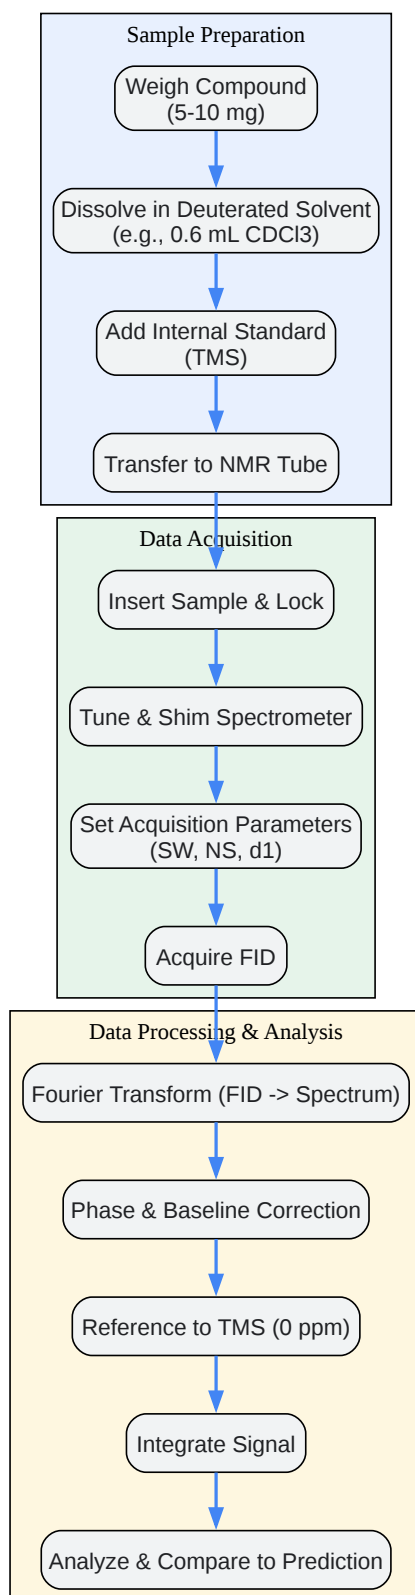 Sample Preparation
Weigh Compound
(5-10 mg)
Dissolve in Deuterated Solvent
(e.g., 0.6 mL CDCl3)
Add Internal Standard
(TMS)
Transfer to NMR Tube
Data Acquisition
Insert Sample & Lock
Tune & Shim Spectrometer
Set Acquisition Parameters
(SW, NS, d1)
Acquire FID
Data Processing & Analysis
Fourier Transform (FID -> Spectrum)
Phase & Baseline Correction
Reference to TMS (0 ppm)
Integrate Signal
Analyze & Compare to Prediction